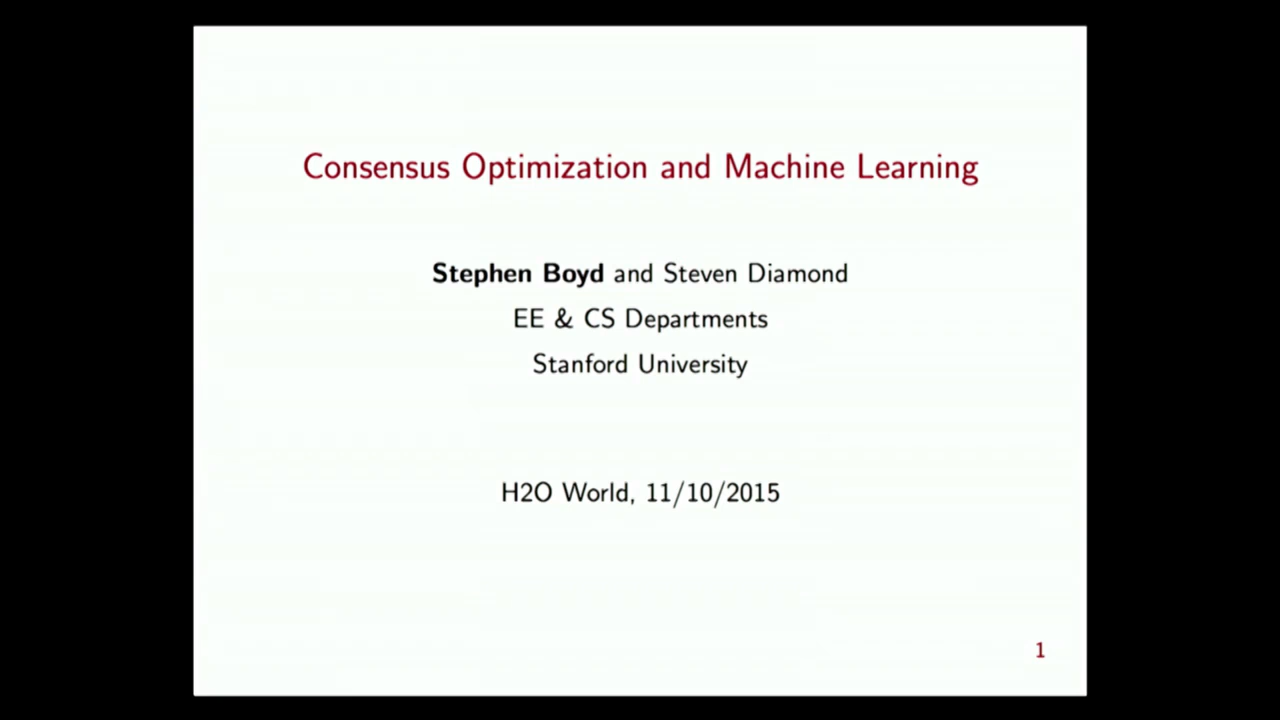 Consensus Optimization and Machine Learning
Stephen Boyd and Steven Diamond
EE & CS Departments
Stanford University
H2O World, 11/10/2015
1